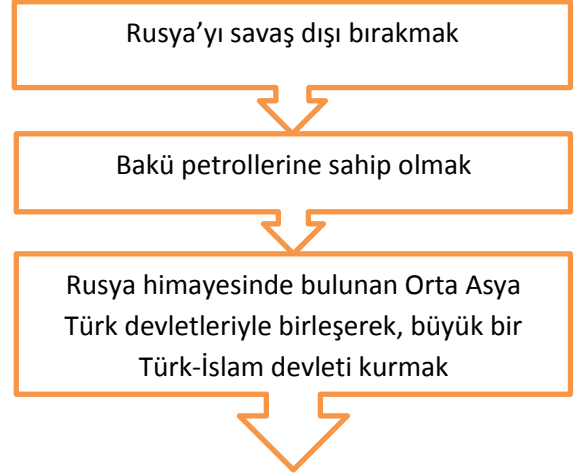 Rusya’yı savaş dışı bırakmak
Bakü petrollerine sahip olmak
Rusya himayesinde bulunan Orta Asya
Türk devletleriyle birleşerek, büyük bir
Türk-İslam devleti kurmak